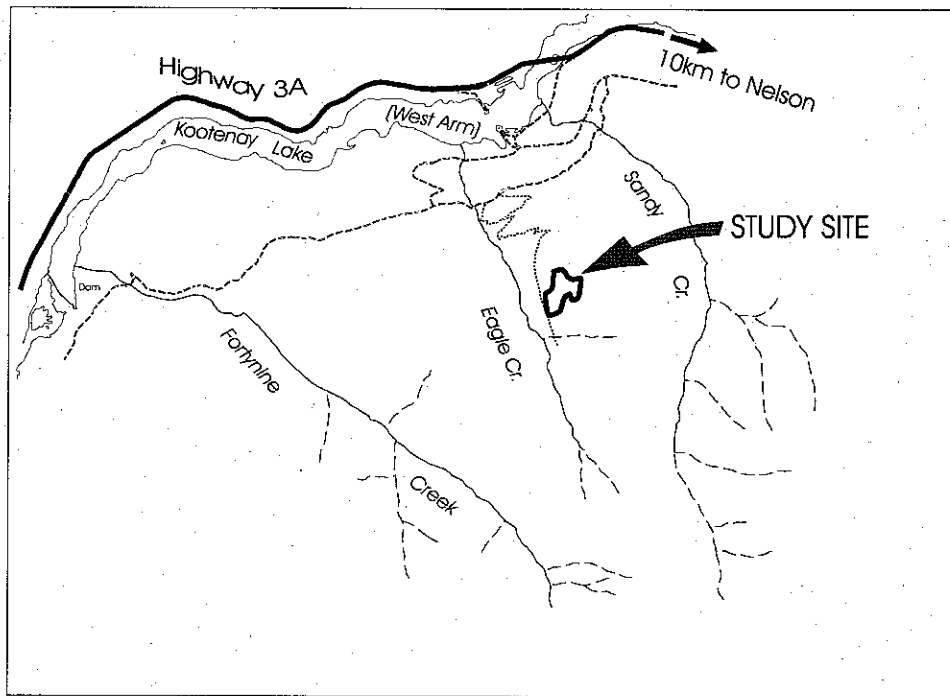 Highway 3A
10km to Nelson
(West Arm)
Kootenay Lake
Sandy
Cr.
STUDY SITE
Dam
Eagle Cr.
Fortynine
Creek